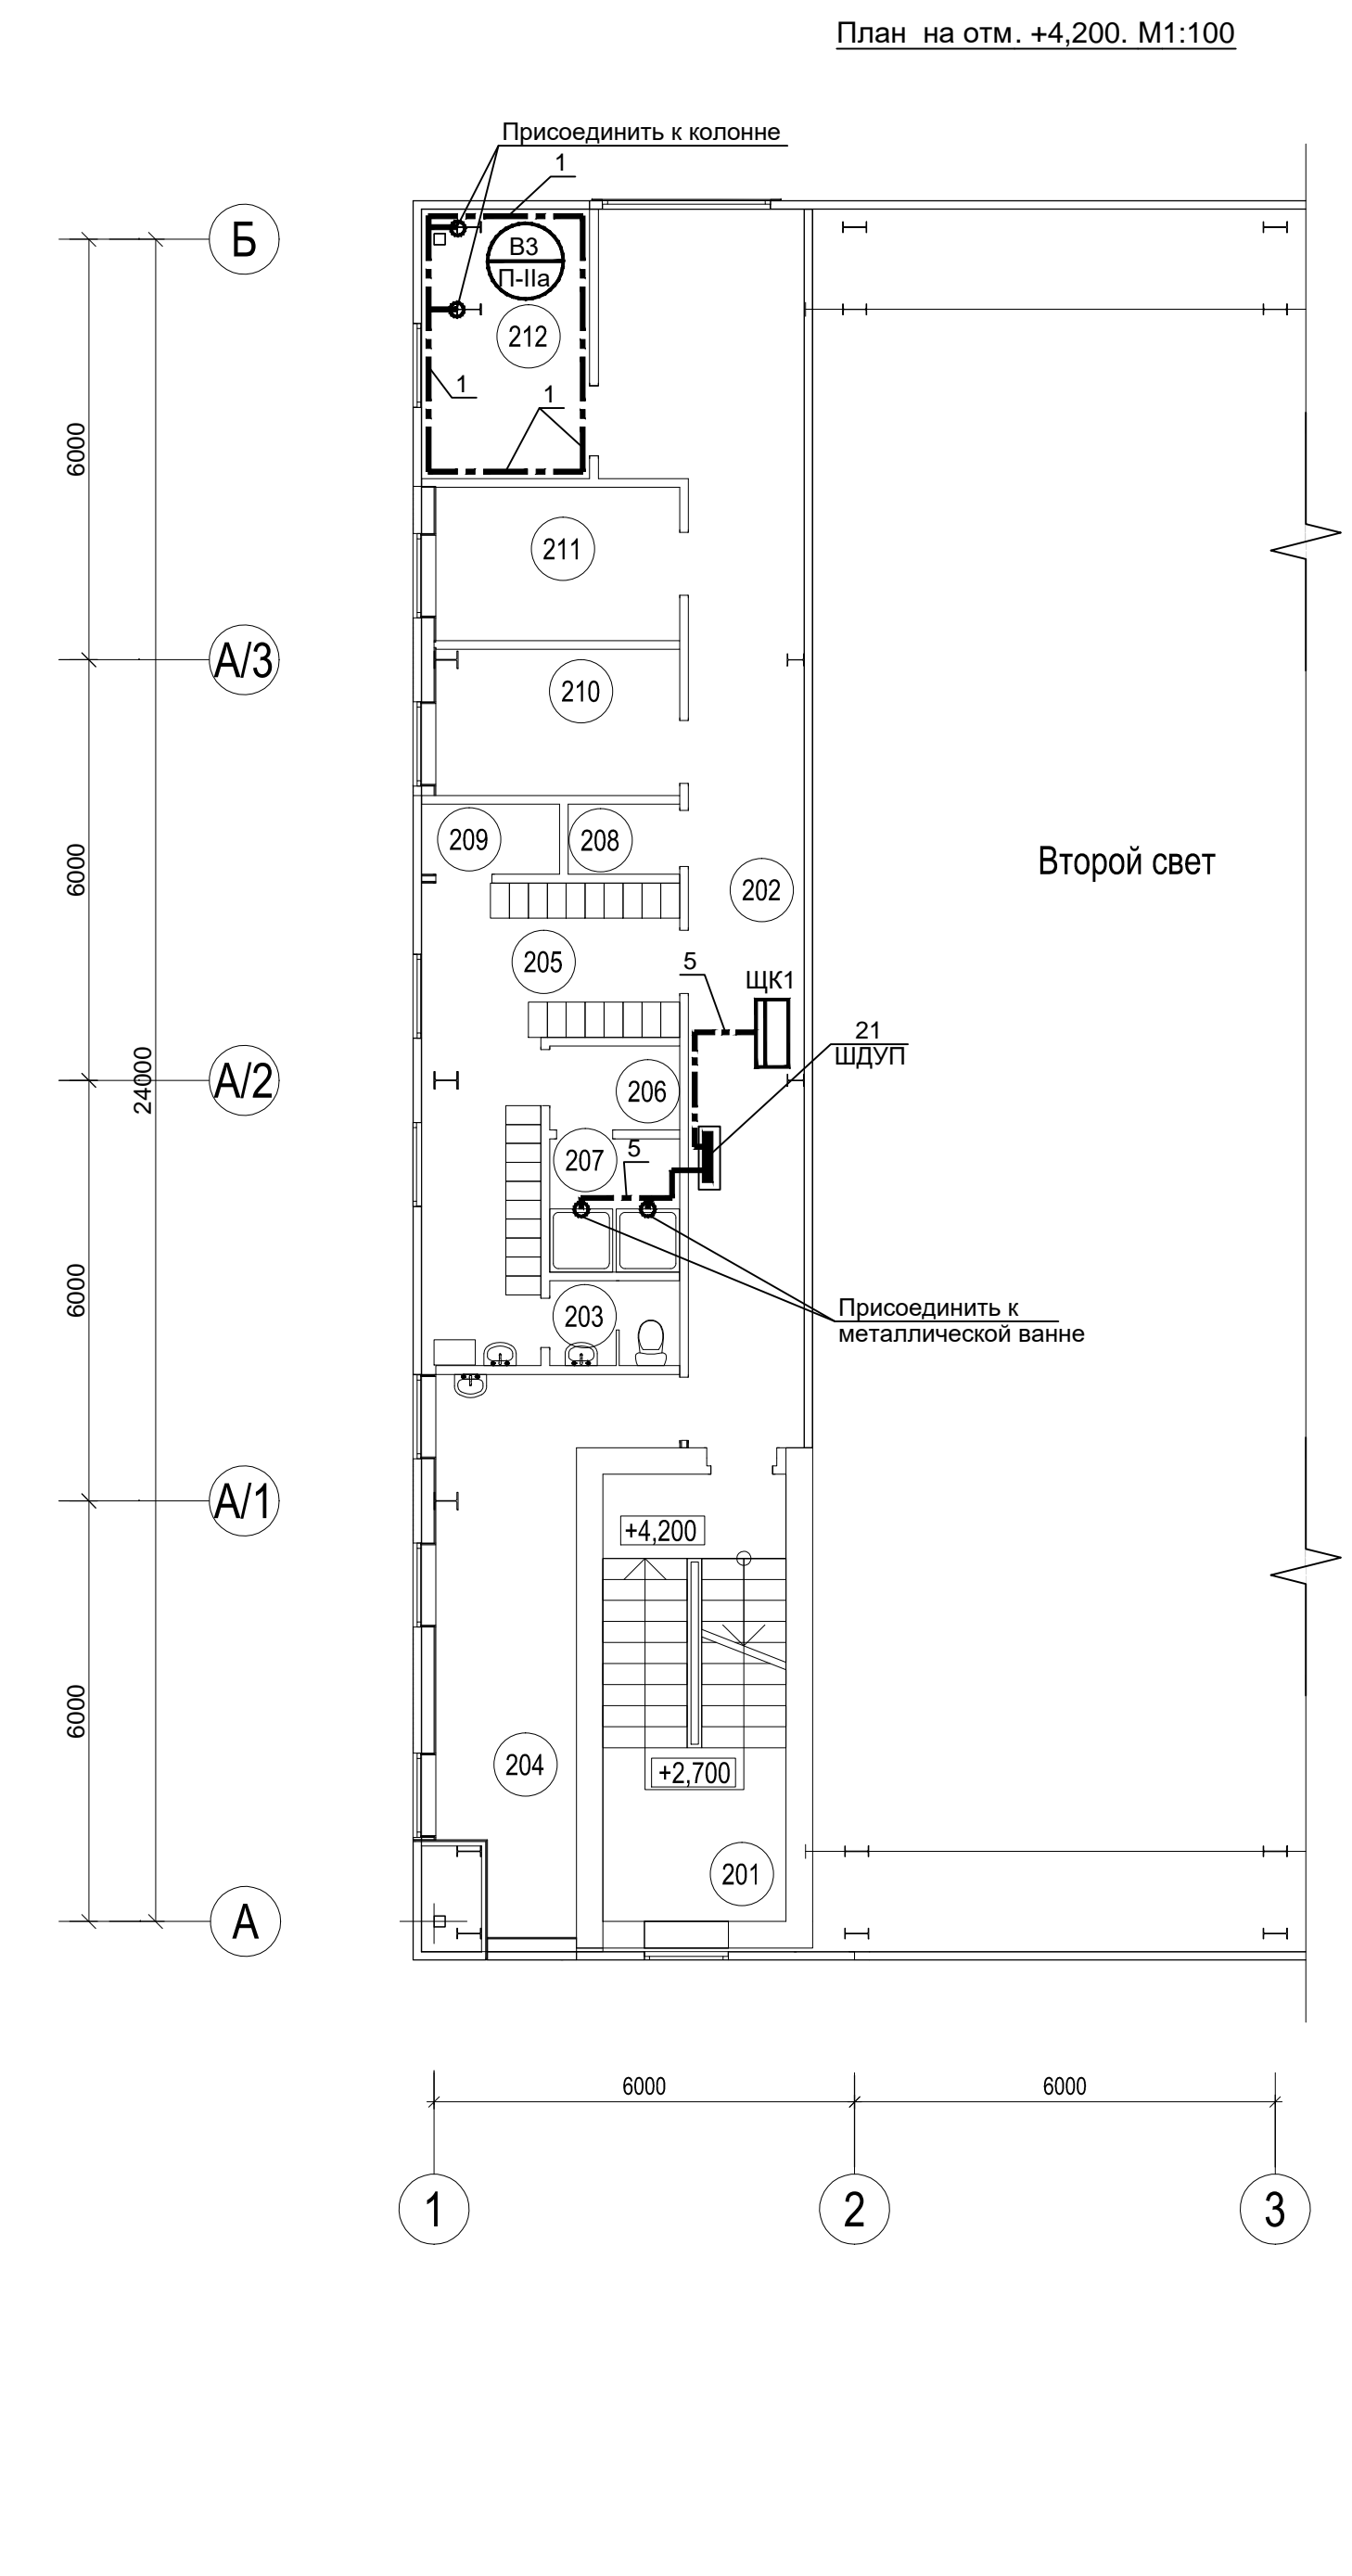 План на отм. +4,200. М1:100
Присоединить к колонне
1
Б
В3
П-IIа
212
1
1
6000
211
А/3
210
209
208
Второй свет
6000
202
205
5
ЩК1
21
ШДУП
24000
А/2
206
207
5
6000
203
Присоединить к
металлической ванне
А/1
+4,200
6000
204
+2,700
201
А
6000
6000
1
2
3